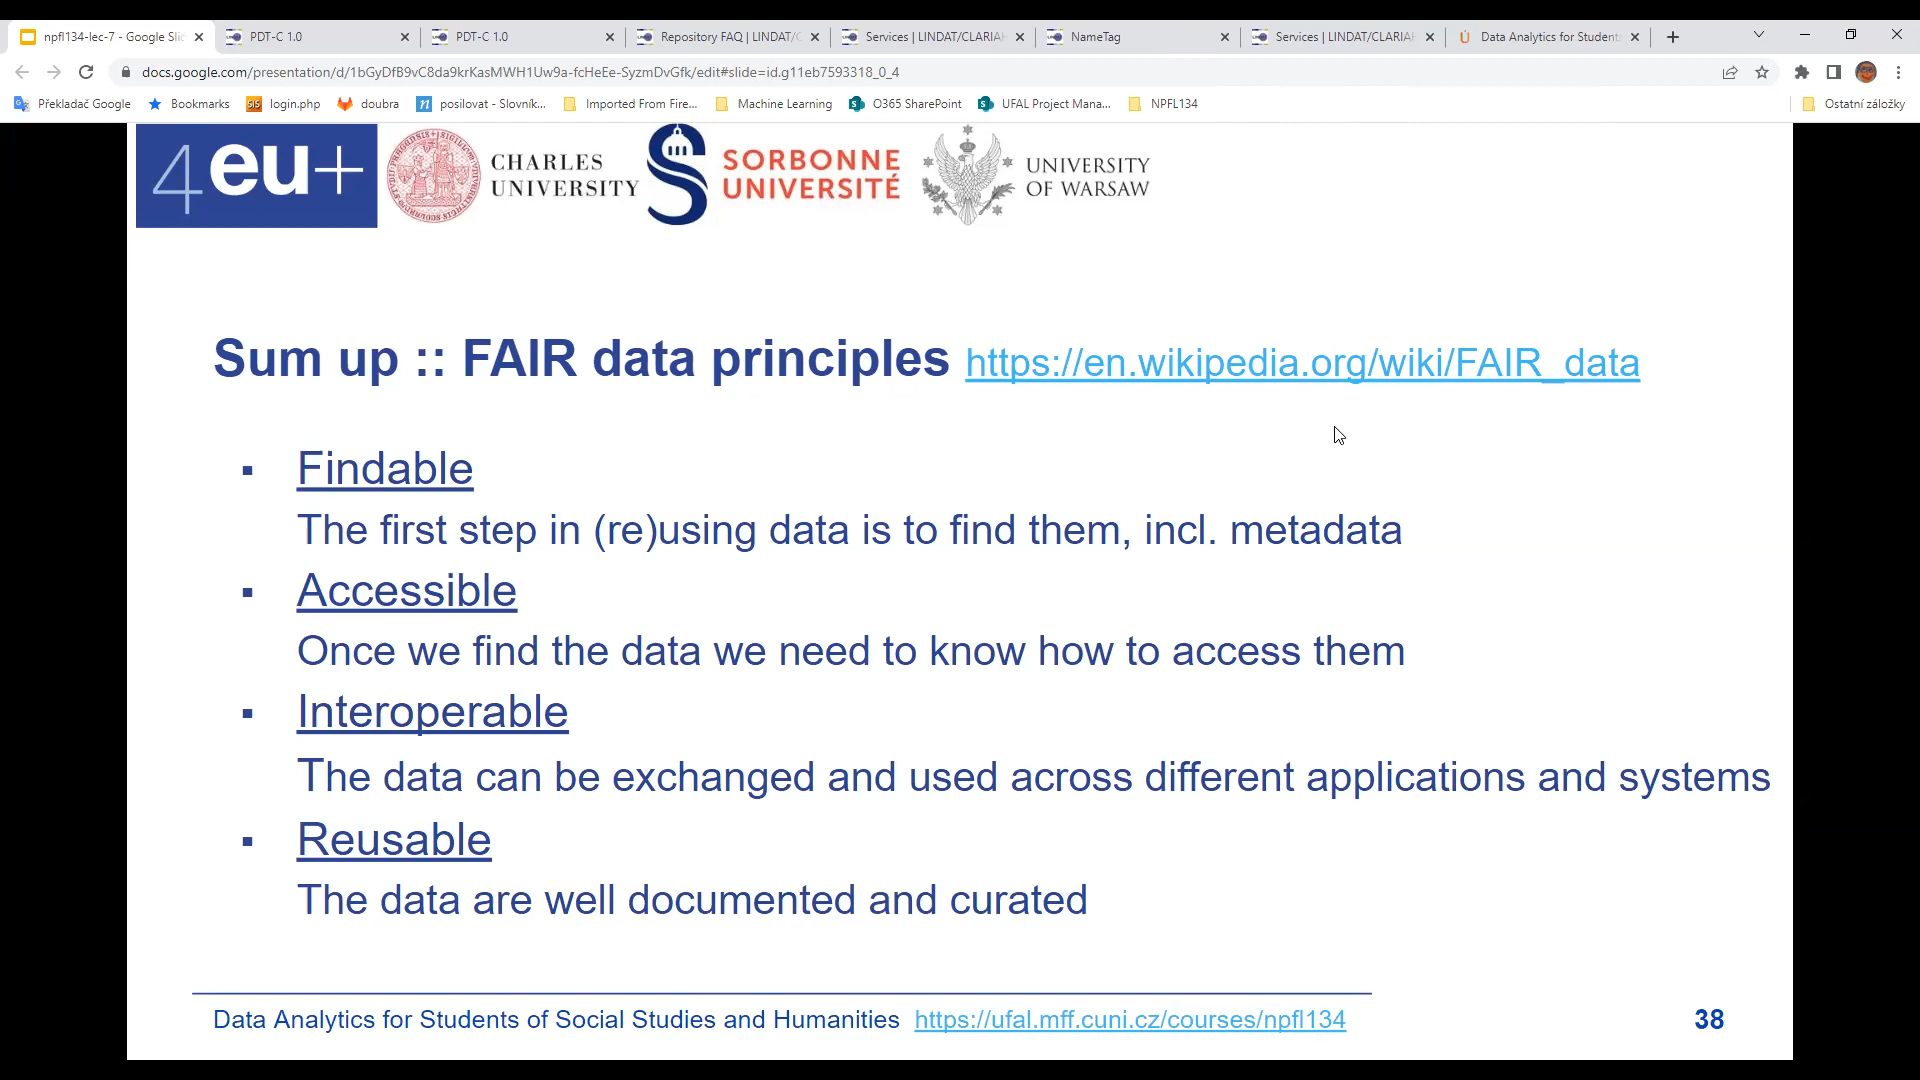 npfl134-lec-7 - Google Slid
PDT-C 1.0
PDT-C 1.0
Repository FAQ | LINDAT/C
Services | LINDAT/CLARIAH
NameTag
Services | LINDAT/CLARIAH
Data Analytics for Student
docs.google.com/presentation/d/1bGyDfB9vC8da9krKasMWH1Uw9a-fcHeEe-SyzmDvGfk/edit#slide=id.g11eb7593318_0_4
Překladač Google
Bookmarks
SIS login.php
doubra
n posilovat - Slovník...
Imported From Fire...
Machine Learning
O365 SharePoint
UFAL Project Mana...
NPFL134
Ostatní záložky
4eu+
CHARLES
UNIVERSITY
SORBONNE
UNIVERSITÉ
UNIVERSITY
OF WARSAW
Sum up :: FAIR data principles https://en.wikipedia.org/wiki/FAIR_data
▪ Findable
The first step in (re)using data is to find them, incl. metadata
▪ Accessible
Once we find the data we need to know how to access them
▪ Interoperable
The data can be exchanged and used across different applications and systems
▪ Reusable
The data are well documented and curated
Data Analytics for Students of Social Studies and Humanities https://ufal.mff.cuni.cz/courses/npfl134
38